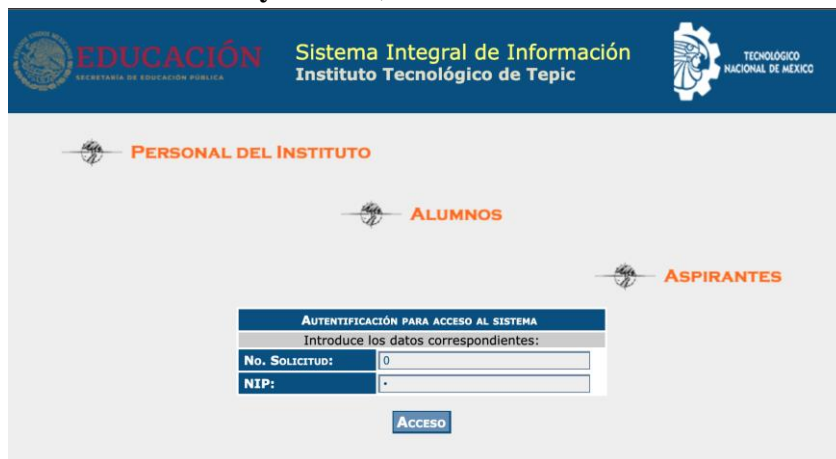 EDUCACIÓN
SECRETARÍA DE EDUCACIÓN PÚBLICA
Sistema Integral de Información
Instituto Tecnológico de Tepic
TECNOLÓGICO
NACIONAL DE MÉXICO
PERSONAL DEL INSTITUTO
ALUMNOS
ASPIRANTES
AUTENTIFICACIÓN PARA ACCESO AL SISTEMA
Introduce los datos correspondientes:
NO. SOLICITUD: 0
NIP: •
ACCESO